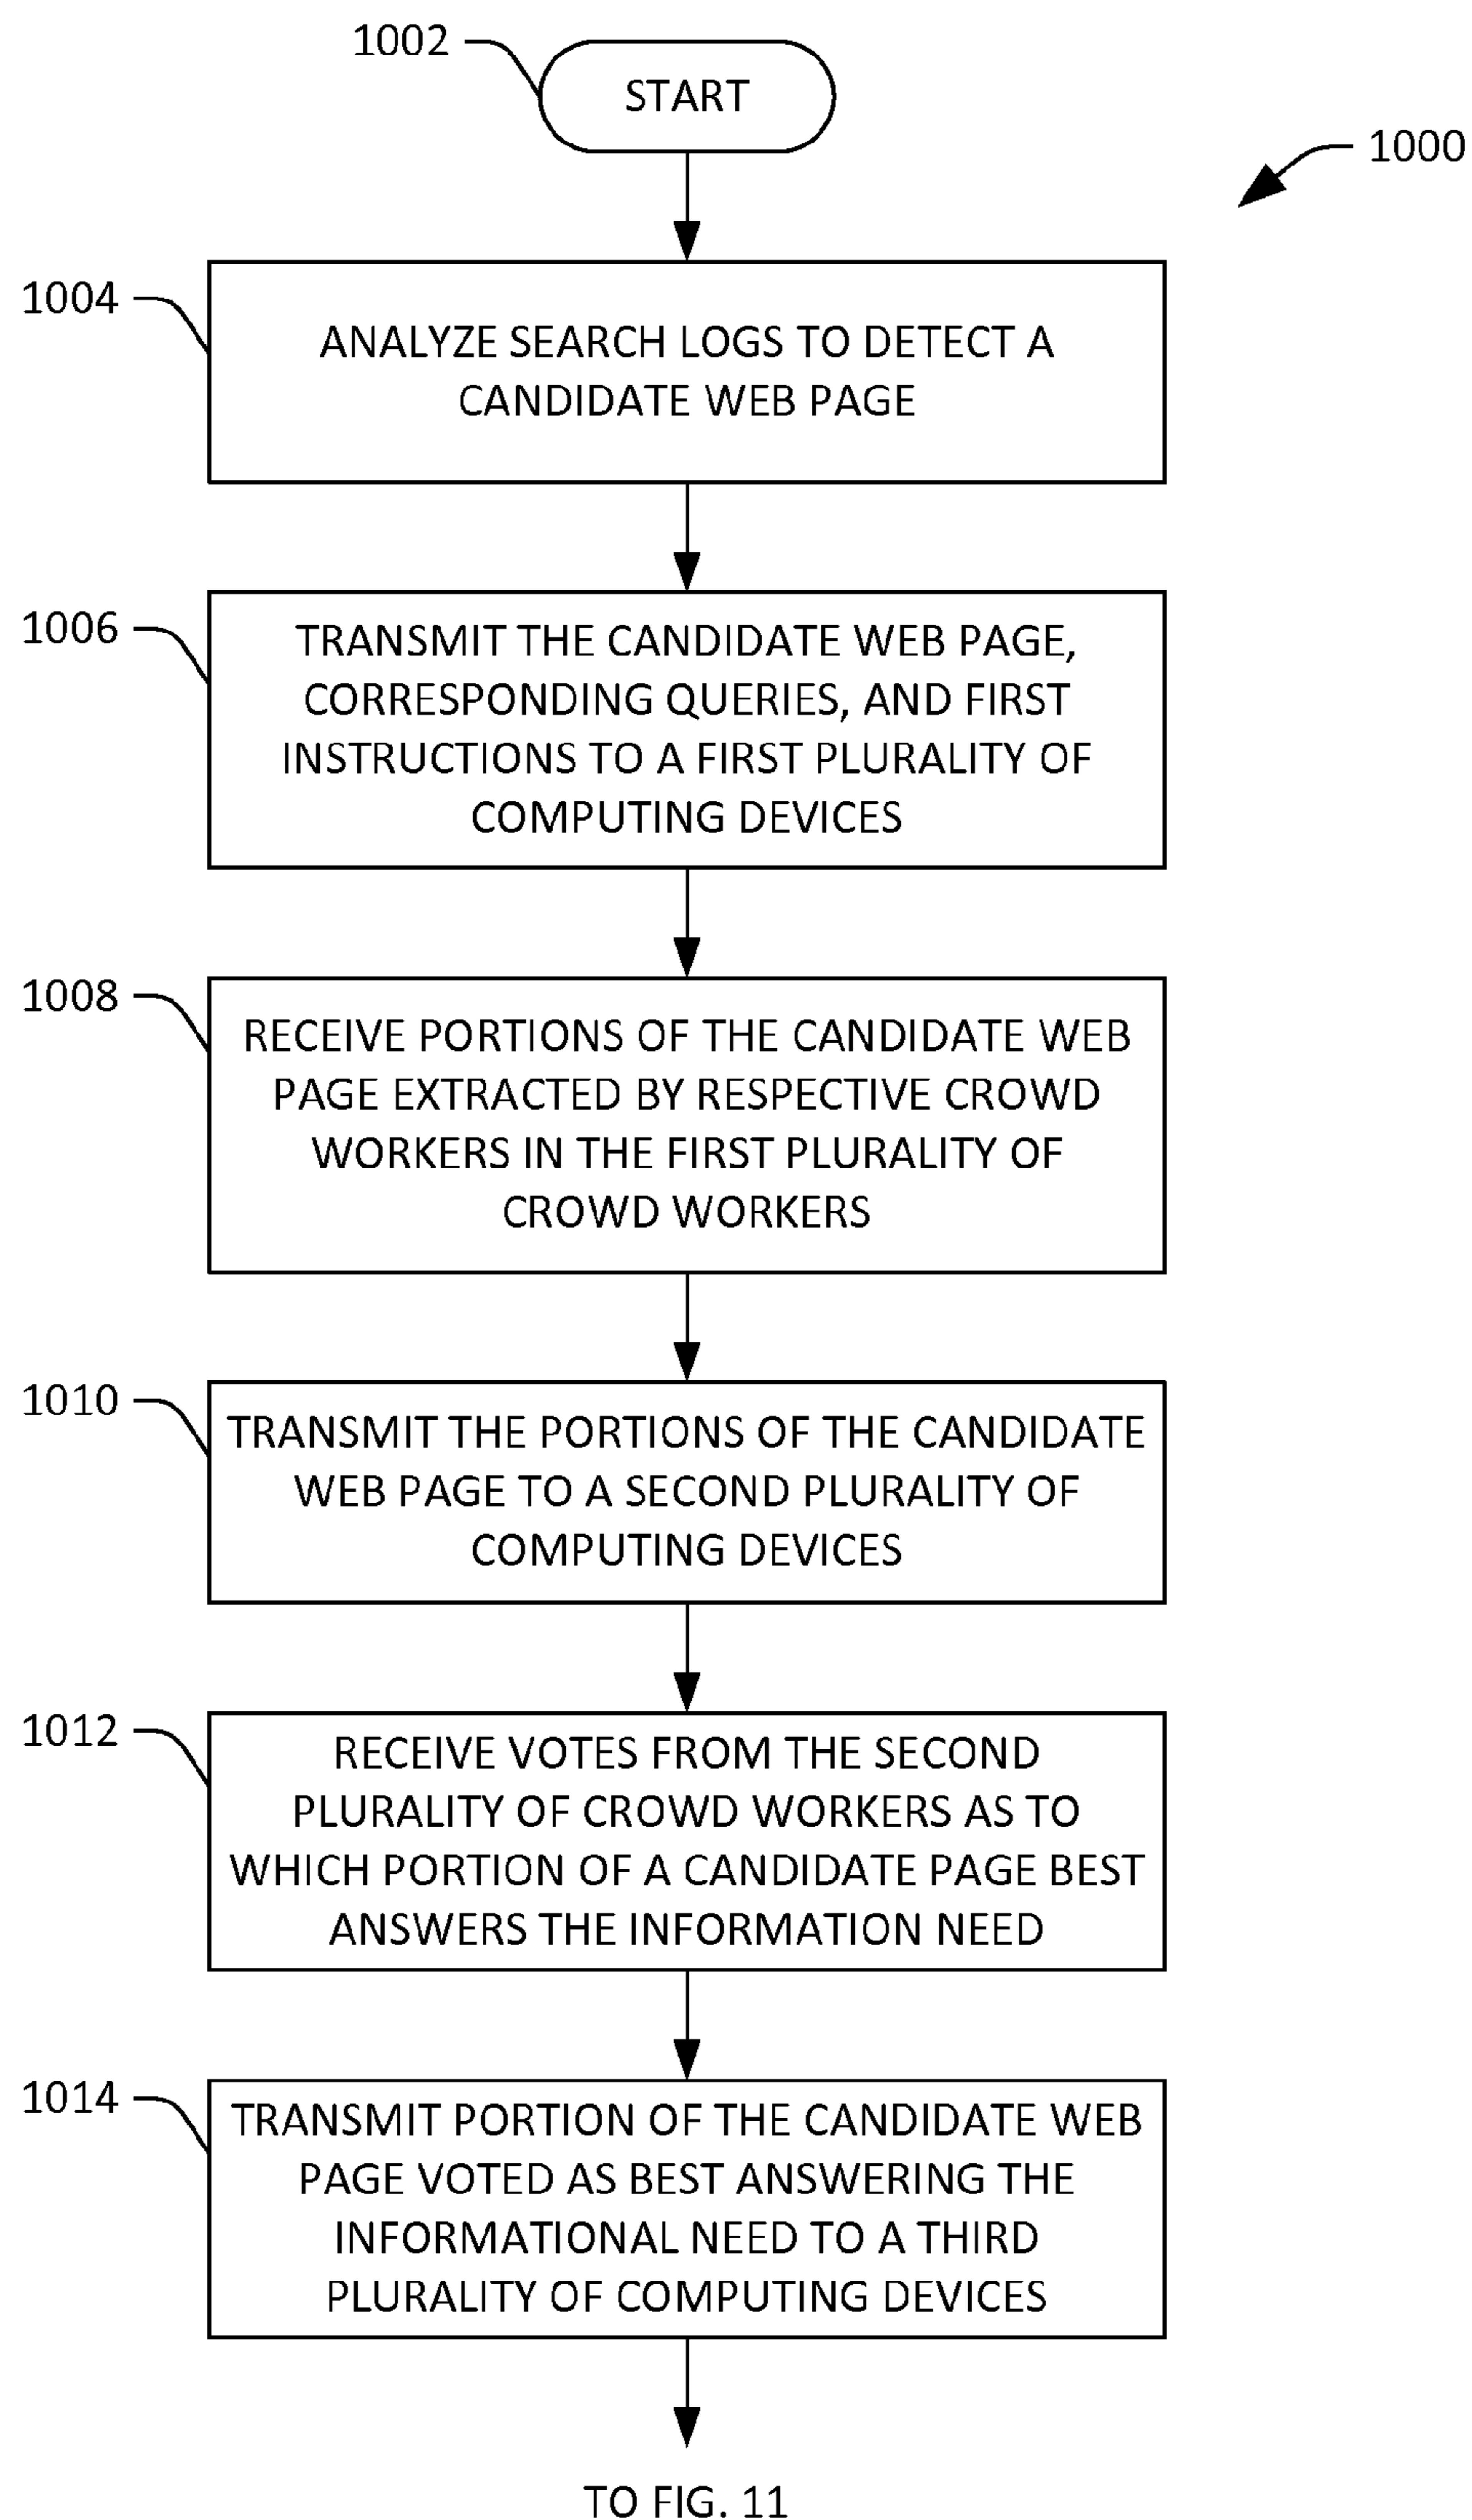 1002
START
1000
1004
ANALYZE SEARCH LOGS TO DETECT A
CANDIDATE WEB PAGE
1006
TRANSMIT THE CANDIDATE WEB PAGE,
CORRESPONDING QUERIES, AND FIRST
INSTRUCTIONS TO A FIRST PLURALITY OF
COMPUTING DEVICES
1008
RECEIVE PORTIONS OF THE CANDIDATE WEB
PAGE EXTRACTED BY RESPECTIVE CROWD
WORKERS IN THE FIRST PLURALITY OF
CROWD WORKERS
1010
TRANSMIT THE PORTIONS OF THE CANDIDATE
WEB PAGE TO A SECOND PLURALITY OF
COMPUTING DEVICES
1012
RECEIVE VOTES FROM THE SECOND
PLURALITY OF CROWD WORKERS AS TO
WHICH PORTION OF A CANDIDATE PAGE BEST
ANSWERS THE INFORMATION NEED
1014
TRANSMIT PORTION OF THE CANDIDATE WEB
PAGE VOTED AS BEST ANSWERING THE
INFORMATIONAL NEED TO A THIRD
PLURALITY OF COMPUTING DEVICES
TO FIG. 11